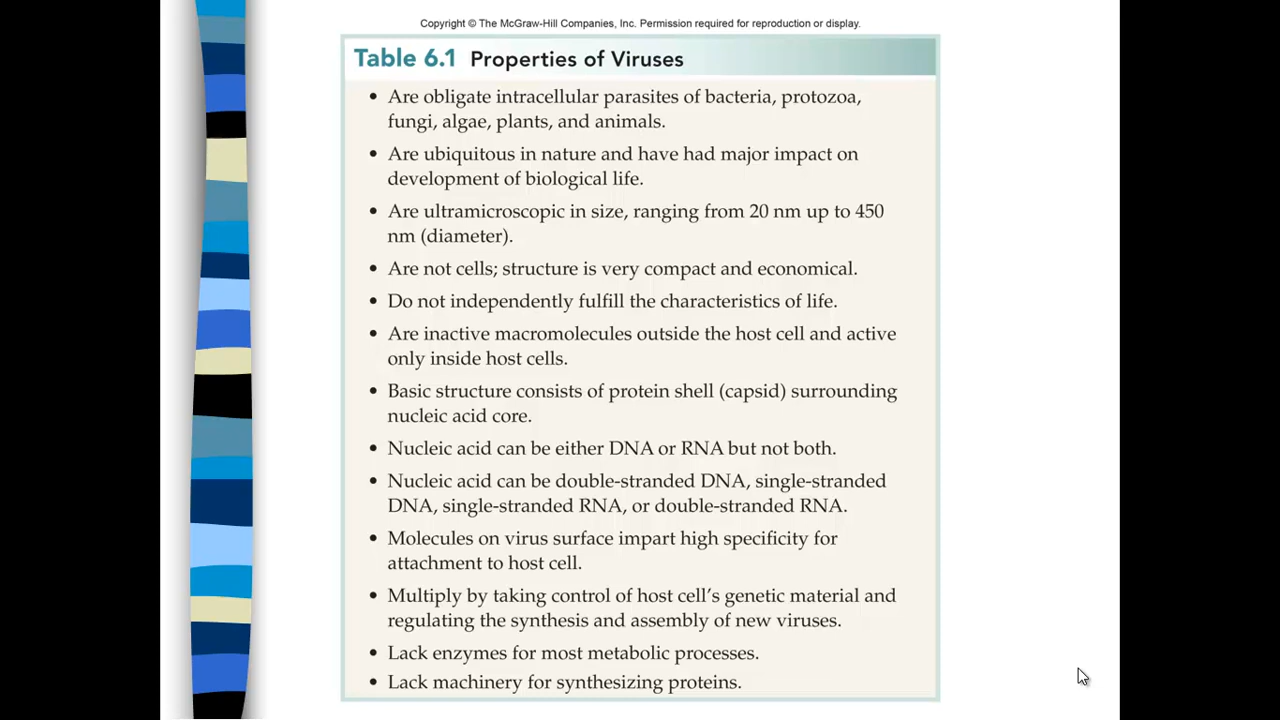 Copyright © The McGraw-Hill Companies, Inc. Permission required for reproduction or display.
Table 6.1 Properties of Viruses
• Are obligate intracellular parasites of bacteria, protozoa,
fungi, algae, plants, and animals.
• Are ubiquitous in nature and have had major impact on
development of biological life.
• Are ultramicroscopic in size, ranging from 20 nm up to 450
nm (diameter).
• Are not cells; structure is very compact and economical.
• Do not independently fulfill the characteristics of life.
• Are inactive macromolecules outside the host cell and active
only inside host cells.
• Basic structure consists of protein shell (capsid) surrounding
nucleic acid core.
• Nucleic acid can be either DNA or RNA but not both.
• Nucleic acid can be double-stranded DNA, single-stranded
DNA, single-stranded RNA, or double-stranded RNA.
• Molecules on virus surface impart high specificity for
attachment to host cell.
• Multiply by taking control of host cell’s genetic material and
regulating the synthesis and assembly of new viruses.
• Lack enzymes for most metabolic processes.
• Lack machinery for synthesizing proteins.